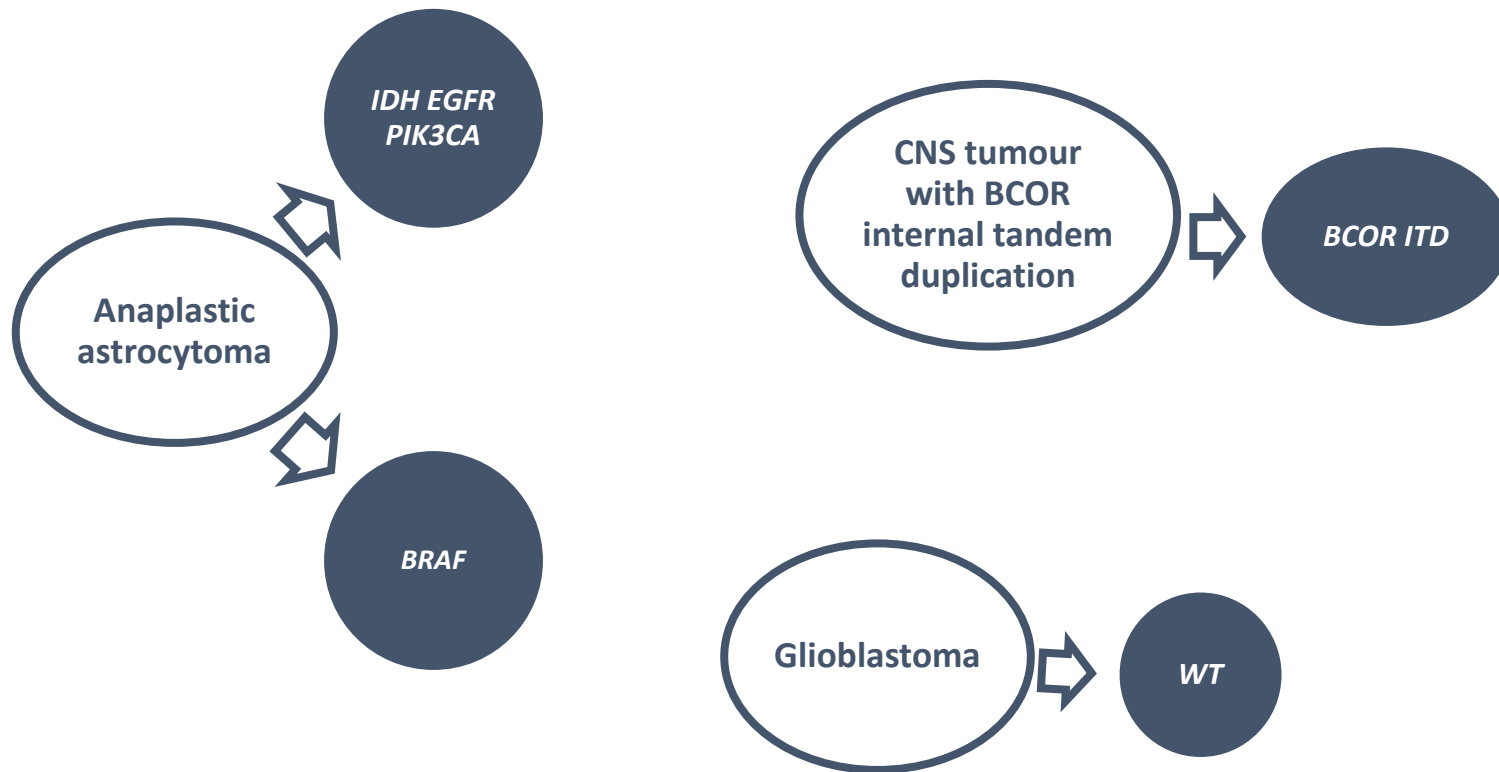 IDH EGFR
PIK3CA
Anaplastic
astrocytoma
BRAF
CNS tumour
with BCOR
internal tandem
duplication
BCOR ITD
Glioblastoma
WT